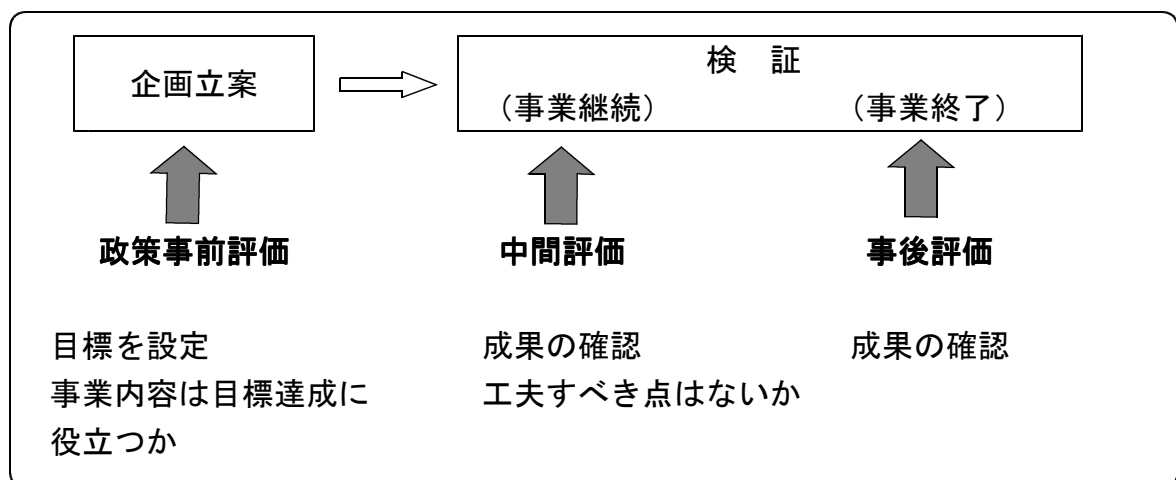 企画立案
検 証
（事業継続）
（事業終了）
政策事前評価
中間評価
事後評価
目標を設定
事業内容は目標達成に
役立つか
成果の確認
工夫すべき点はないか
成果の確認